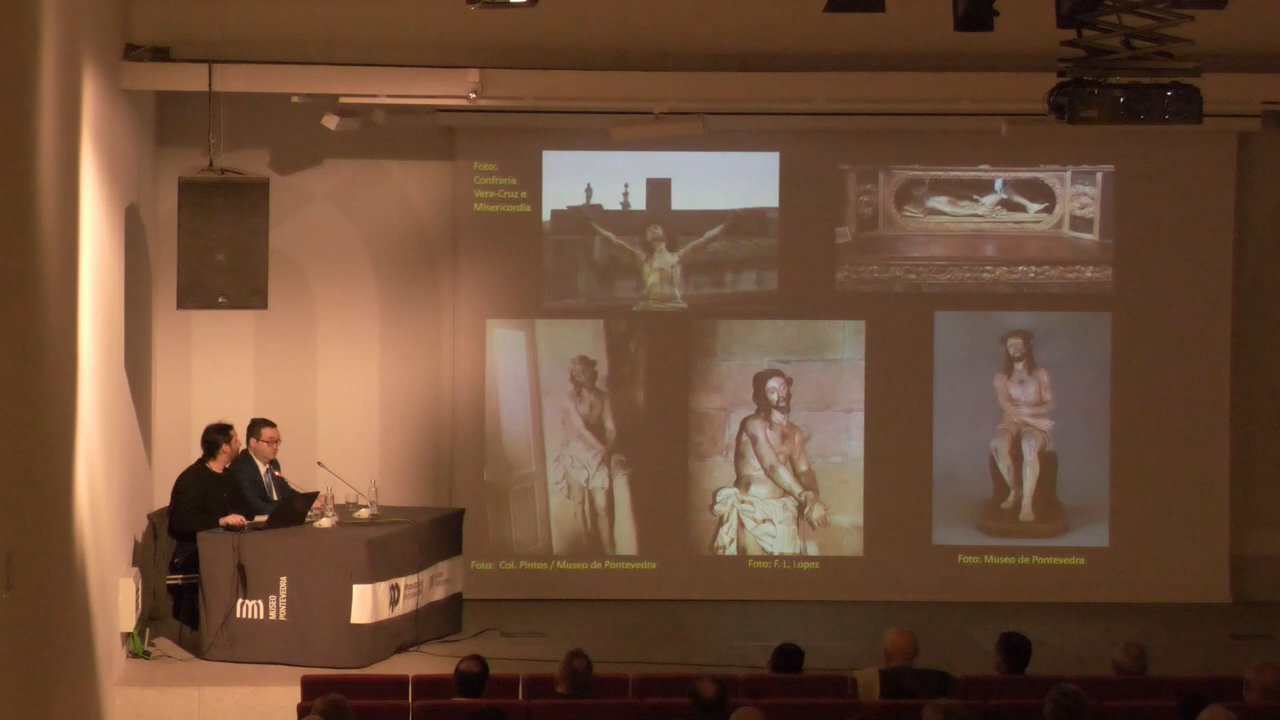 Foto:
Confraría
Vera-Cruz e
Misericordia
Foto: Col. Pintos / Museo de Pontevedra
Foto: F. L. López
Foto: Museo de Pontevedra
MUSEO
PONTEVEDRA